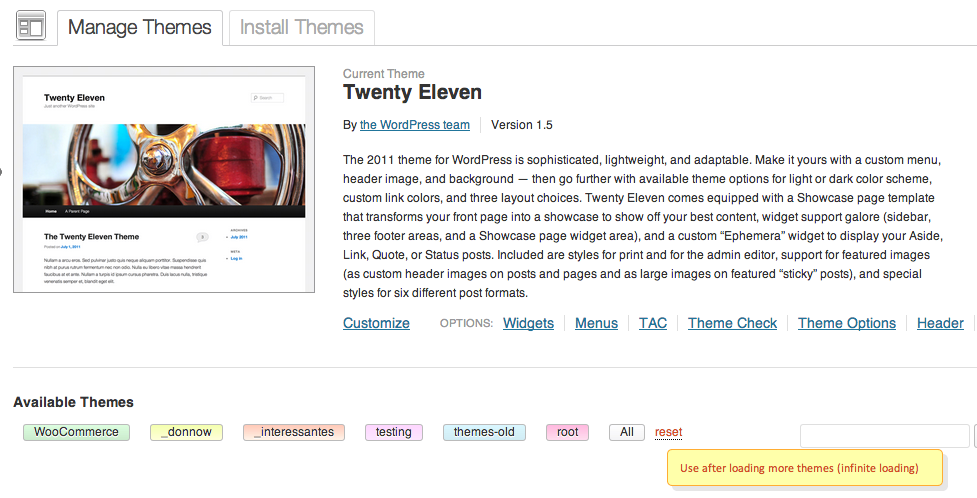 Manage Themes Install Themes
Current Theme
Twenty Eleven
By the WordPress team Version 1.5
The 2011 theme for WordPress is sophisticated, lightweight, and adaptable. Make it yours with a custom menu,
header image, and background — then go further with available theme options for light or dark color scheme,
custom link colors, and three layout choices. Twenty Eleven comes equipped with a Showcase page template
that transforms your front page into a showcase to show off your best content, widget support galore (sidebar,
three footer areas, and a Showcase page widget area), and a custom “Ephemera” widget to display your Aside,
Link, Quote, or Status posts. Included are styles for print and for the admin editor, support for featured images
(as custom header images on posts and pages and as large images on featured “sticky” posts), and special
styles for six different post formats.
Customize OPTIONS: Widgets Menus TAC Theme Check Theme Options Header
Twenty Eleven
Just another WordPress site
Search
Home A Parent Page
The Twenty Eleven Theme
Posted on July 1, 2011
Nullam a arcu eros. Sed pulvinar justo quis neque aliquam porttitor. Suspendisse quis
nibh at purus rutrum fermentum nec non odio. Nulla eu libero vitae massa hendrerit
faucibus at et ante. Nullam a turpis id ipsum cursus pharetra, tristique
venenatis semper et, blandit eget elit.
ARCHIVES
July 2011
META
Log in
Available Themes
WooCommerce _donnow _interessantes testing themes-old root All reset
Use after loading more themes (infinite loading)